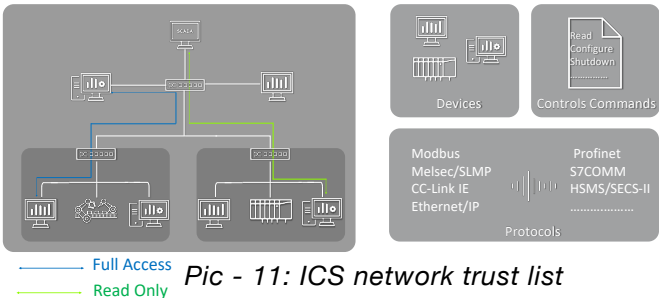 SCALA
Read
Configure
Shutdown
...............
Devices
Controls Commands
Modbus
Melsec/SLMP
CC-Link IE
Ethernet/IP
Profinet
S7COMM
HSMS/SECS-II
...................
Protocols
Full Access
Read Only
Pic - 11: ICS network trust list